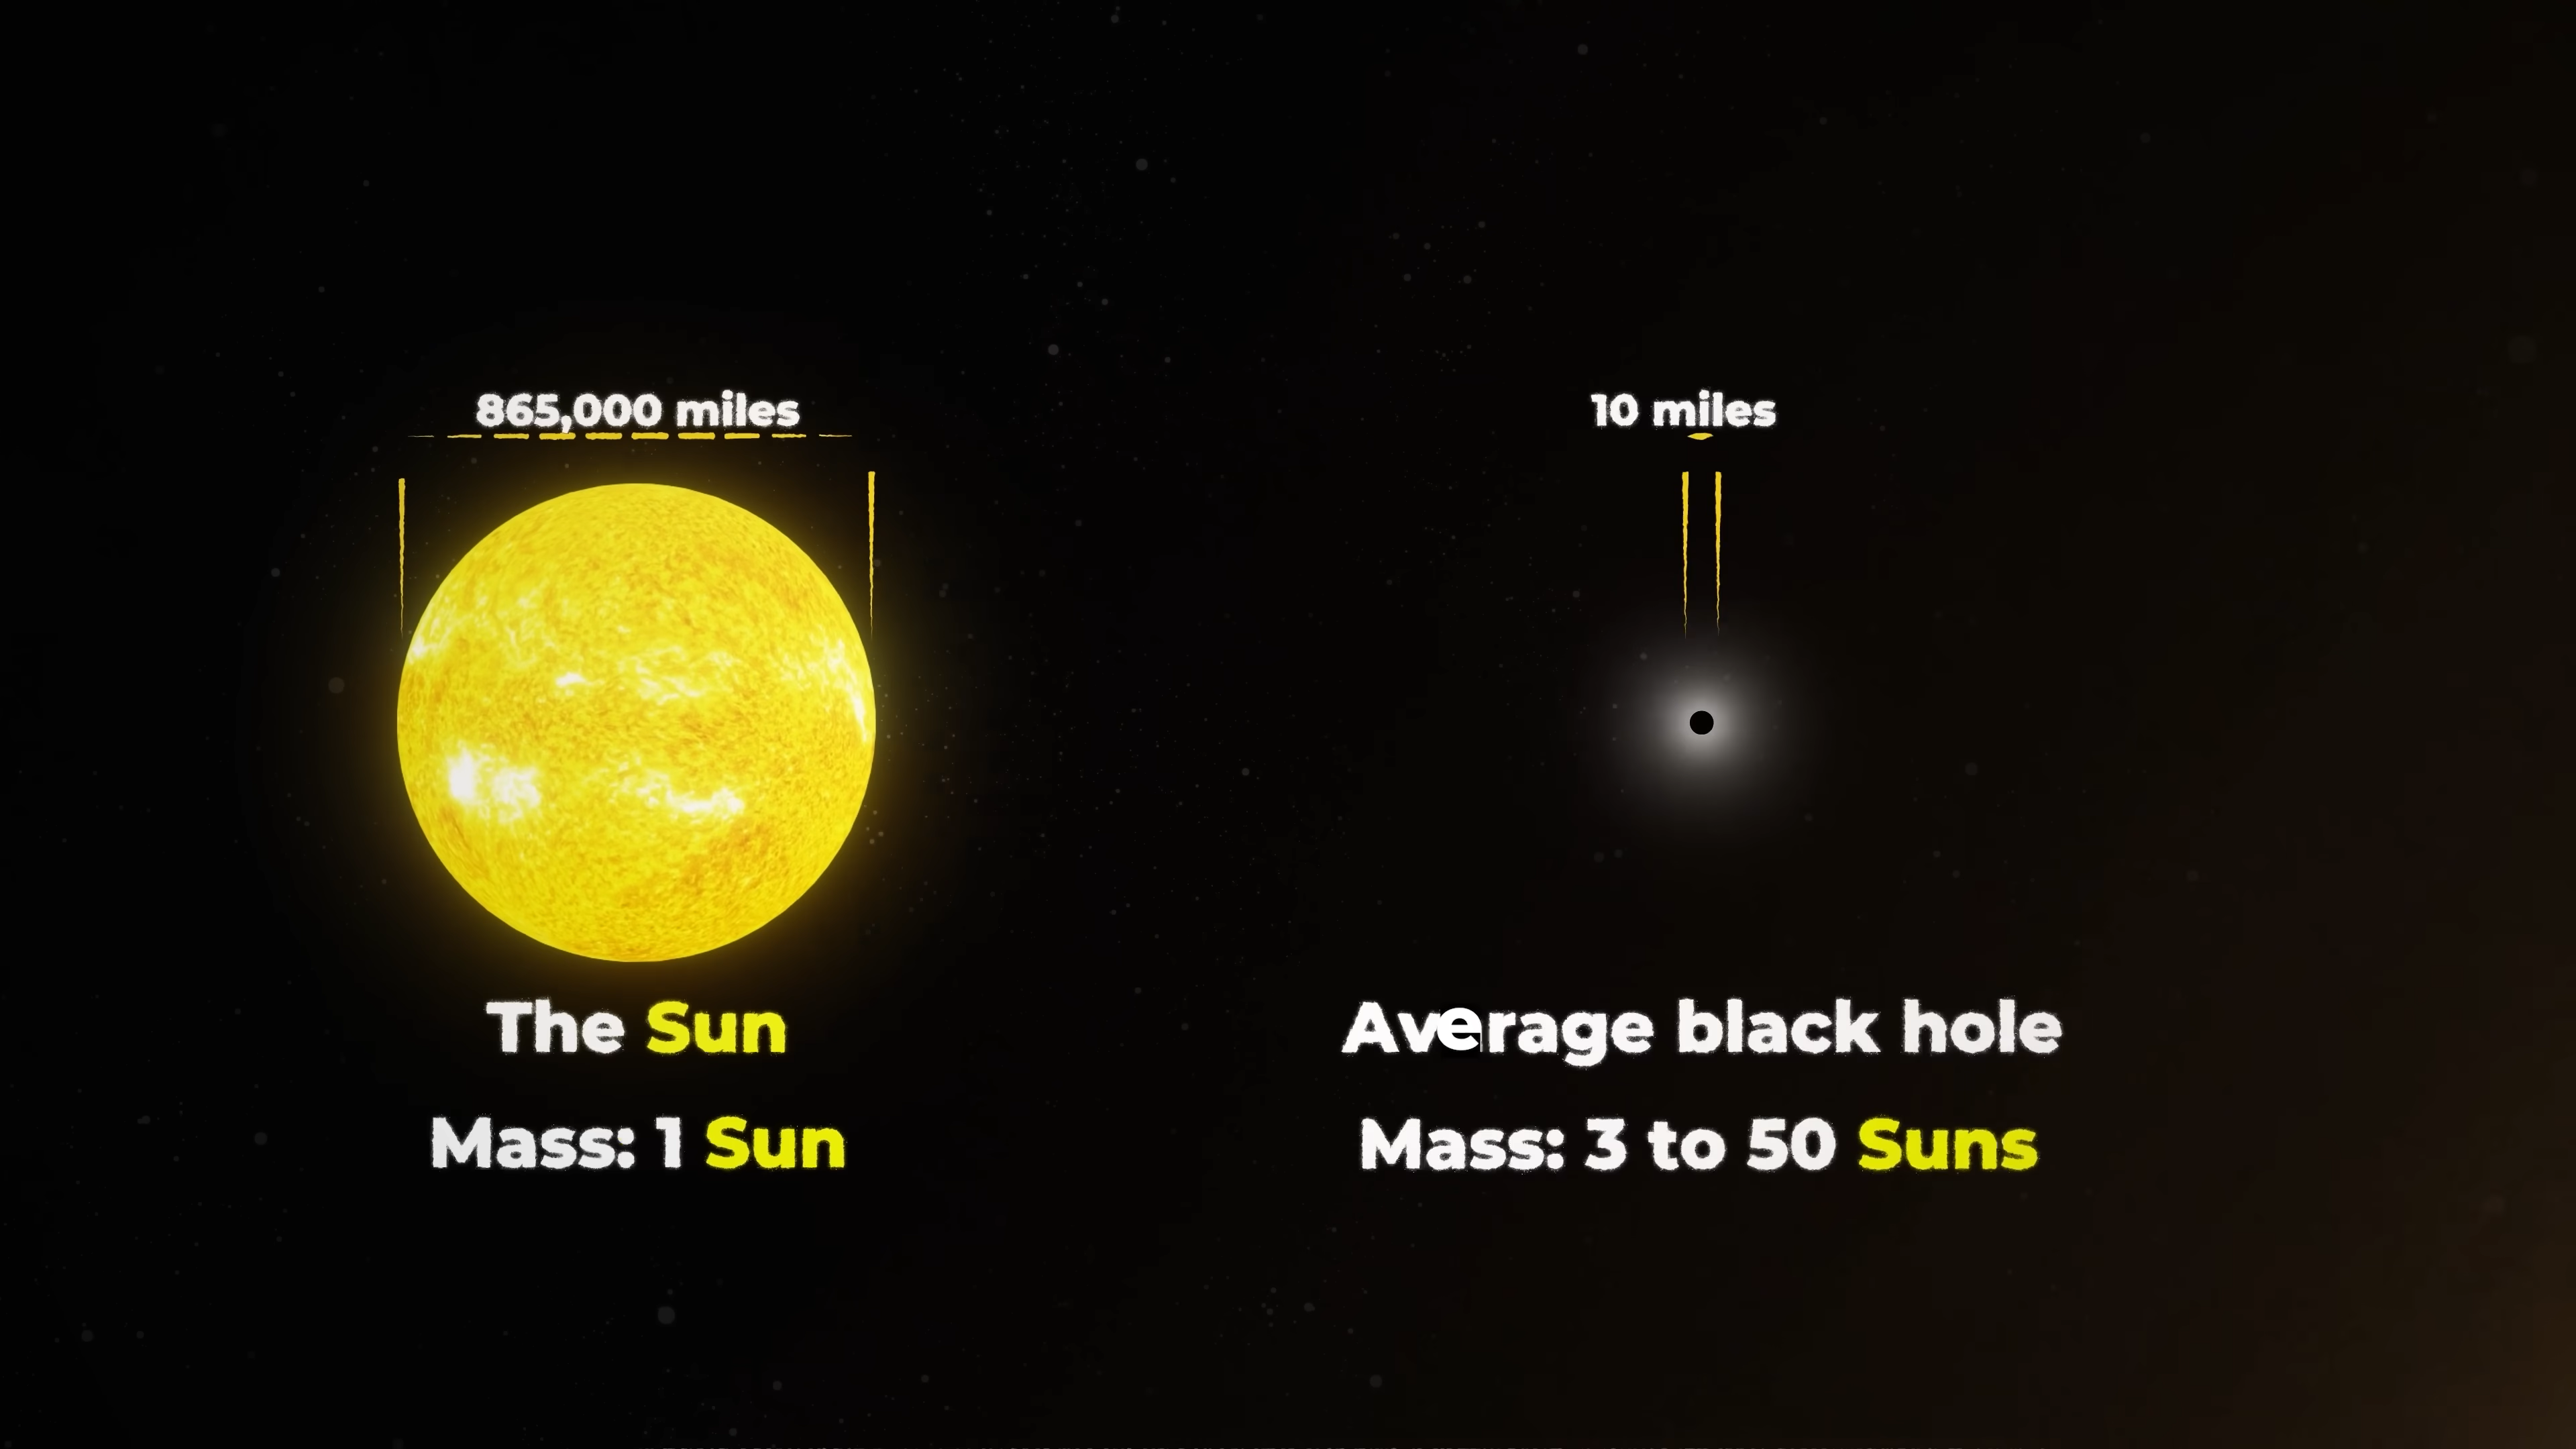 865,000 miles
10 miles
The Sun
Average black hole
Mass: 1 Sun
Mass: 3 to 50 Suns